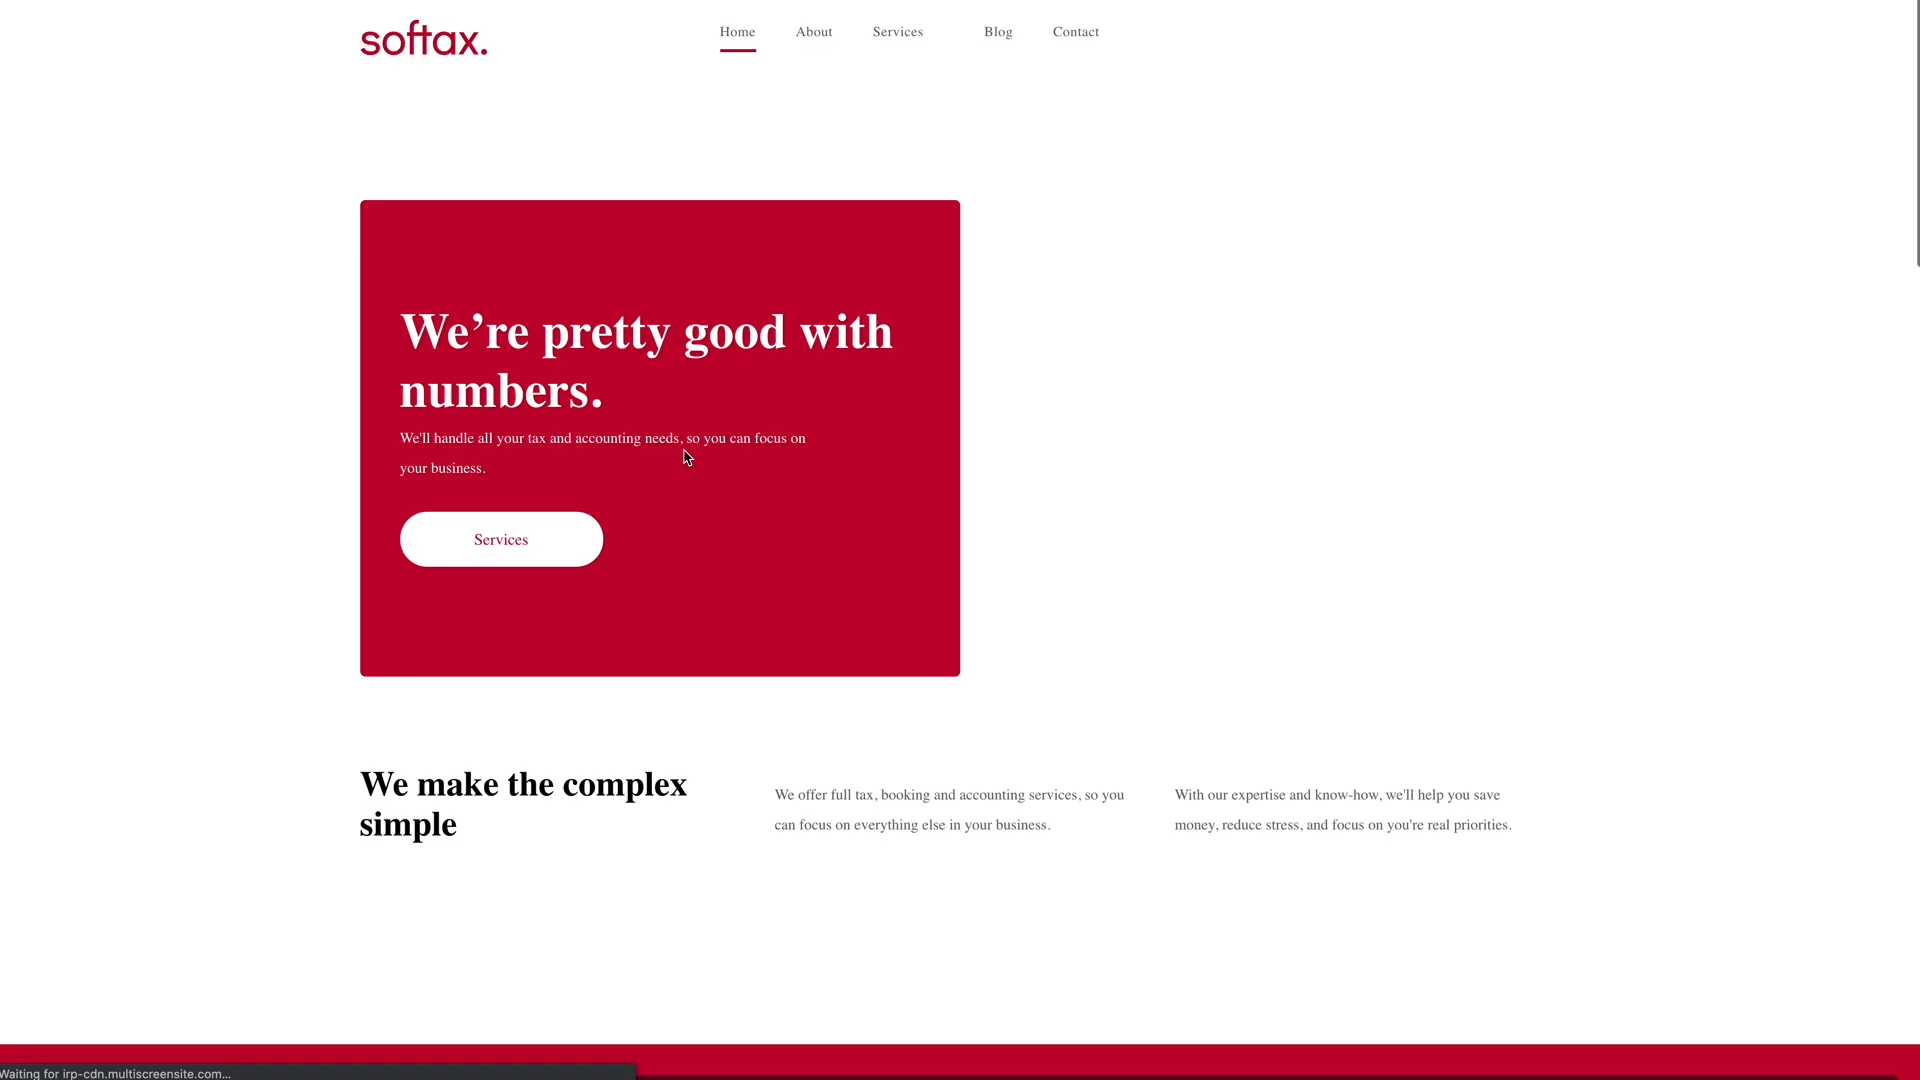 softax.
Home About Services Blog Contact
We’re pretty good with
numbers.
We'll handle all your tax and accounting needs, so you can focus on
your business.
Services
We make the complex
simple
We offer full tax, booking and accounting services, so you
can focus on everything else in your business.
With our expertise and know-how, we'll help you save
money, reduce stress, and focus on you're real priorities.
Waiting for irp-cdn.multiscreensite.com...